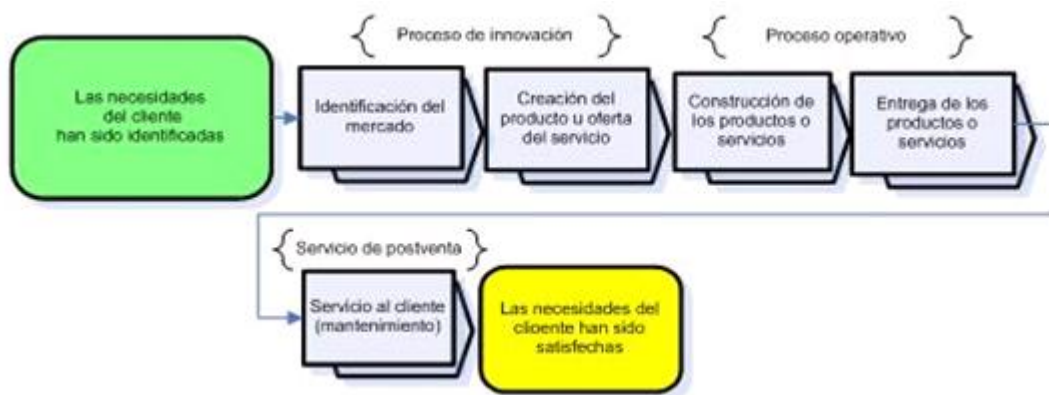 Proceso de innovación
Proceso operativo
Las necesidades
del cliente
han sido identificadas
Identificación del
mercado
Creación del
producto u oferta
del servicio
Construcción de
los productos o
servicios
Entrega de los
productos o
servicios
Servicio de postventa
Servicio al cliente
(mantenimiento)
Las necesidades del
clioente han sido
satisfechas